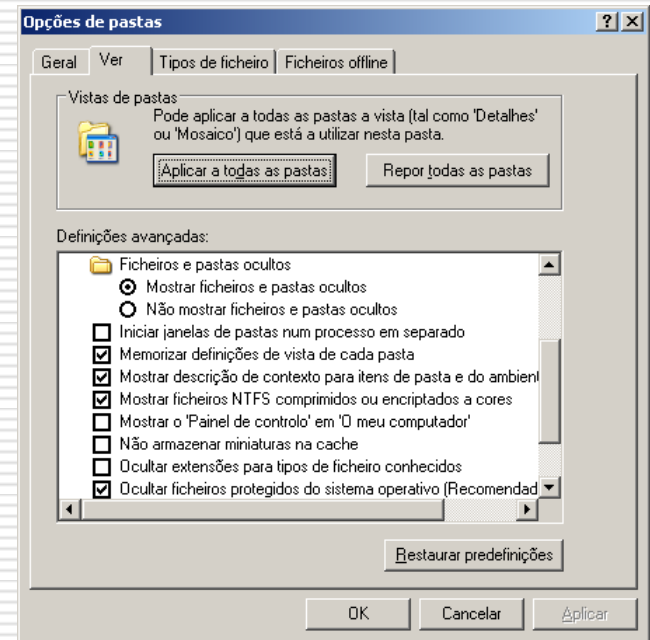 Opções de pastas
Geral Ver Tipos de ficheiro Ficheiros offline
Vistas de pastas
Pode aplicar a todas as pastas a vista (tal como 'Detalhes'
ou 'Mosaico') que está a utilizar nesta pasta.
Aplicar a todas as pastas Repor todas as pastas
Definições avançadas:
Ficheiros e pastas ocultos
Mostrar ficheiros e pastas ocultos
Não mostrar ficheiros e pastas ocultos
Iniciar janelas de pastas num processo em separado
Memorizar definições de vista de cada pasta
Mostrar descrição de contexto para itens de pasta e do ambient
Mostrar ficheiros NTFS comprimidos ou encriptados a cores
Mostrar o 'Painel de controlo' em 'O meu computador'
Não armazenar miniaturas na cache
Ocultar extensões para tipos de ficheiro conhecidos
Ocultar ficheiros protegidos do sistema operativo (Recomendad
Restaurar predefinições
OK Cancelar Aplicar